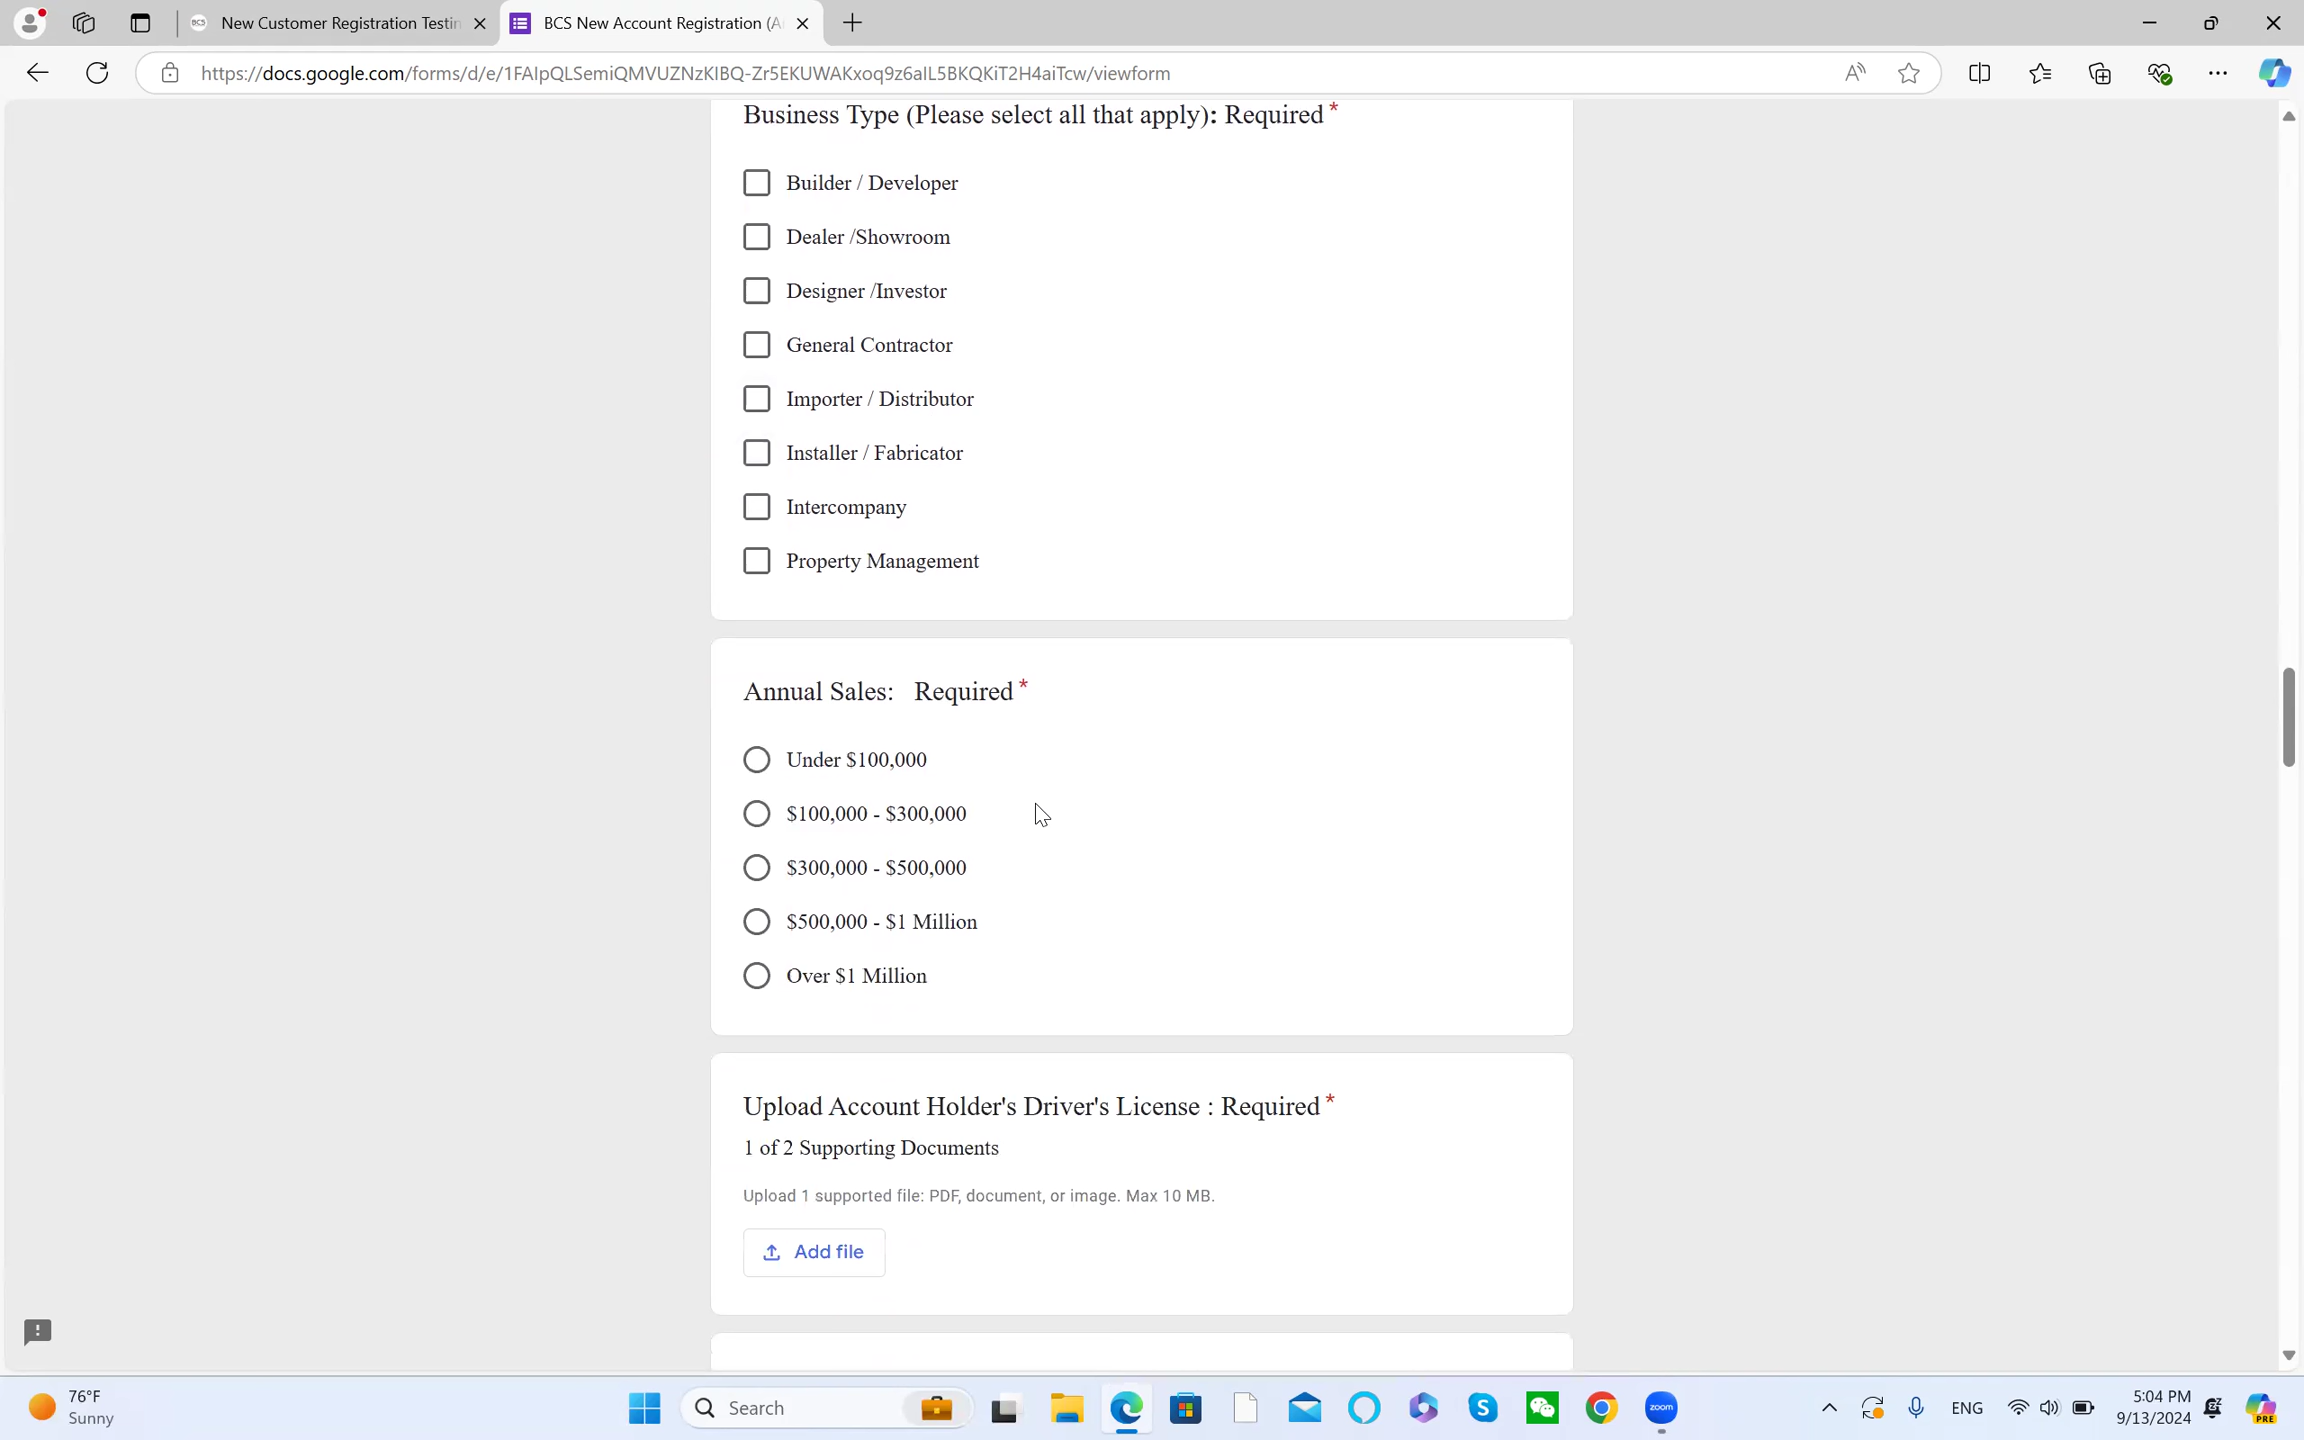 BCS New Customer Registration Testin
BCS New Account Registration (A
https://docs.google.com/forms/d/e/1FAIpQLSemiQMVUZNzKIBQ-Zr5EKUWAKxoq9z6aIL5BKQKiT2H4aiTcw/viewform
Business Type (Please select all that apply): Required *
Builder / Developer
Dealer /Showroom
Designer /Investor
General Contractor
Importer / Distributor
Installer / Fabricator
Intercompany
Property Management
Annual Sales: Required *
Under $100,000
$100,000 - $300,000
$300,000 - $500,000
$500,000 - $1 Million
Over $1 Million
Upload Account Holder's Driver's License : Required *
1 of 2 Supporting Documents
Upload 1 supported file: PDF, document, or image. Max 10 MB.
Add file
76°F
Sunny
Search
zoom
ENG
5:04 PM
9/13/2024
PRE